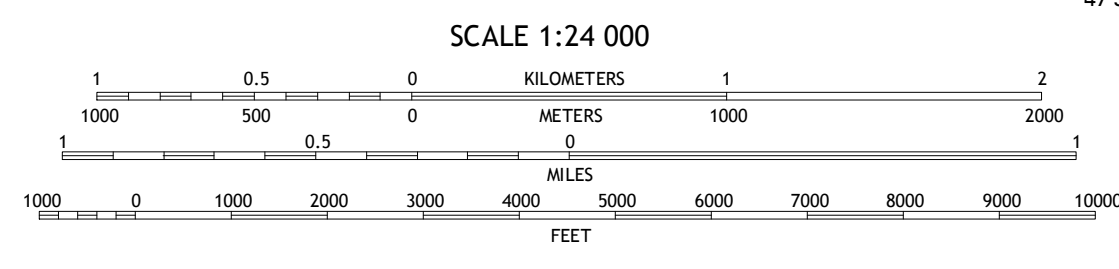 SCALE 1:24 000
1 0.5 0 KILOMETERS 1 2
1000 500 0 METERS 1000 2000
1 0.5 0 1
MILES
1000 0 1000 2000 3000 4000 5000 6000 7000 8000 9000 10000
FEET